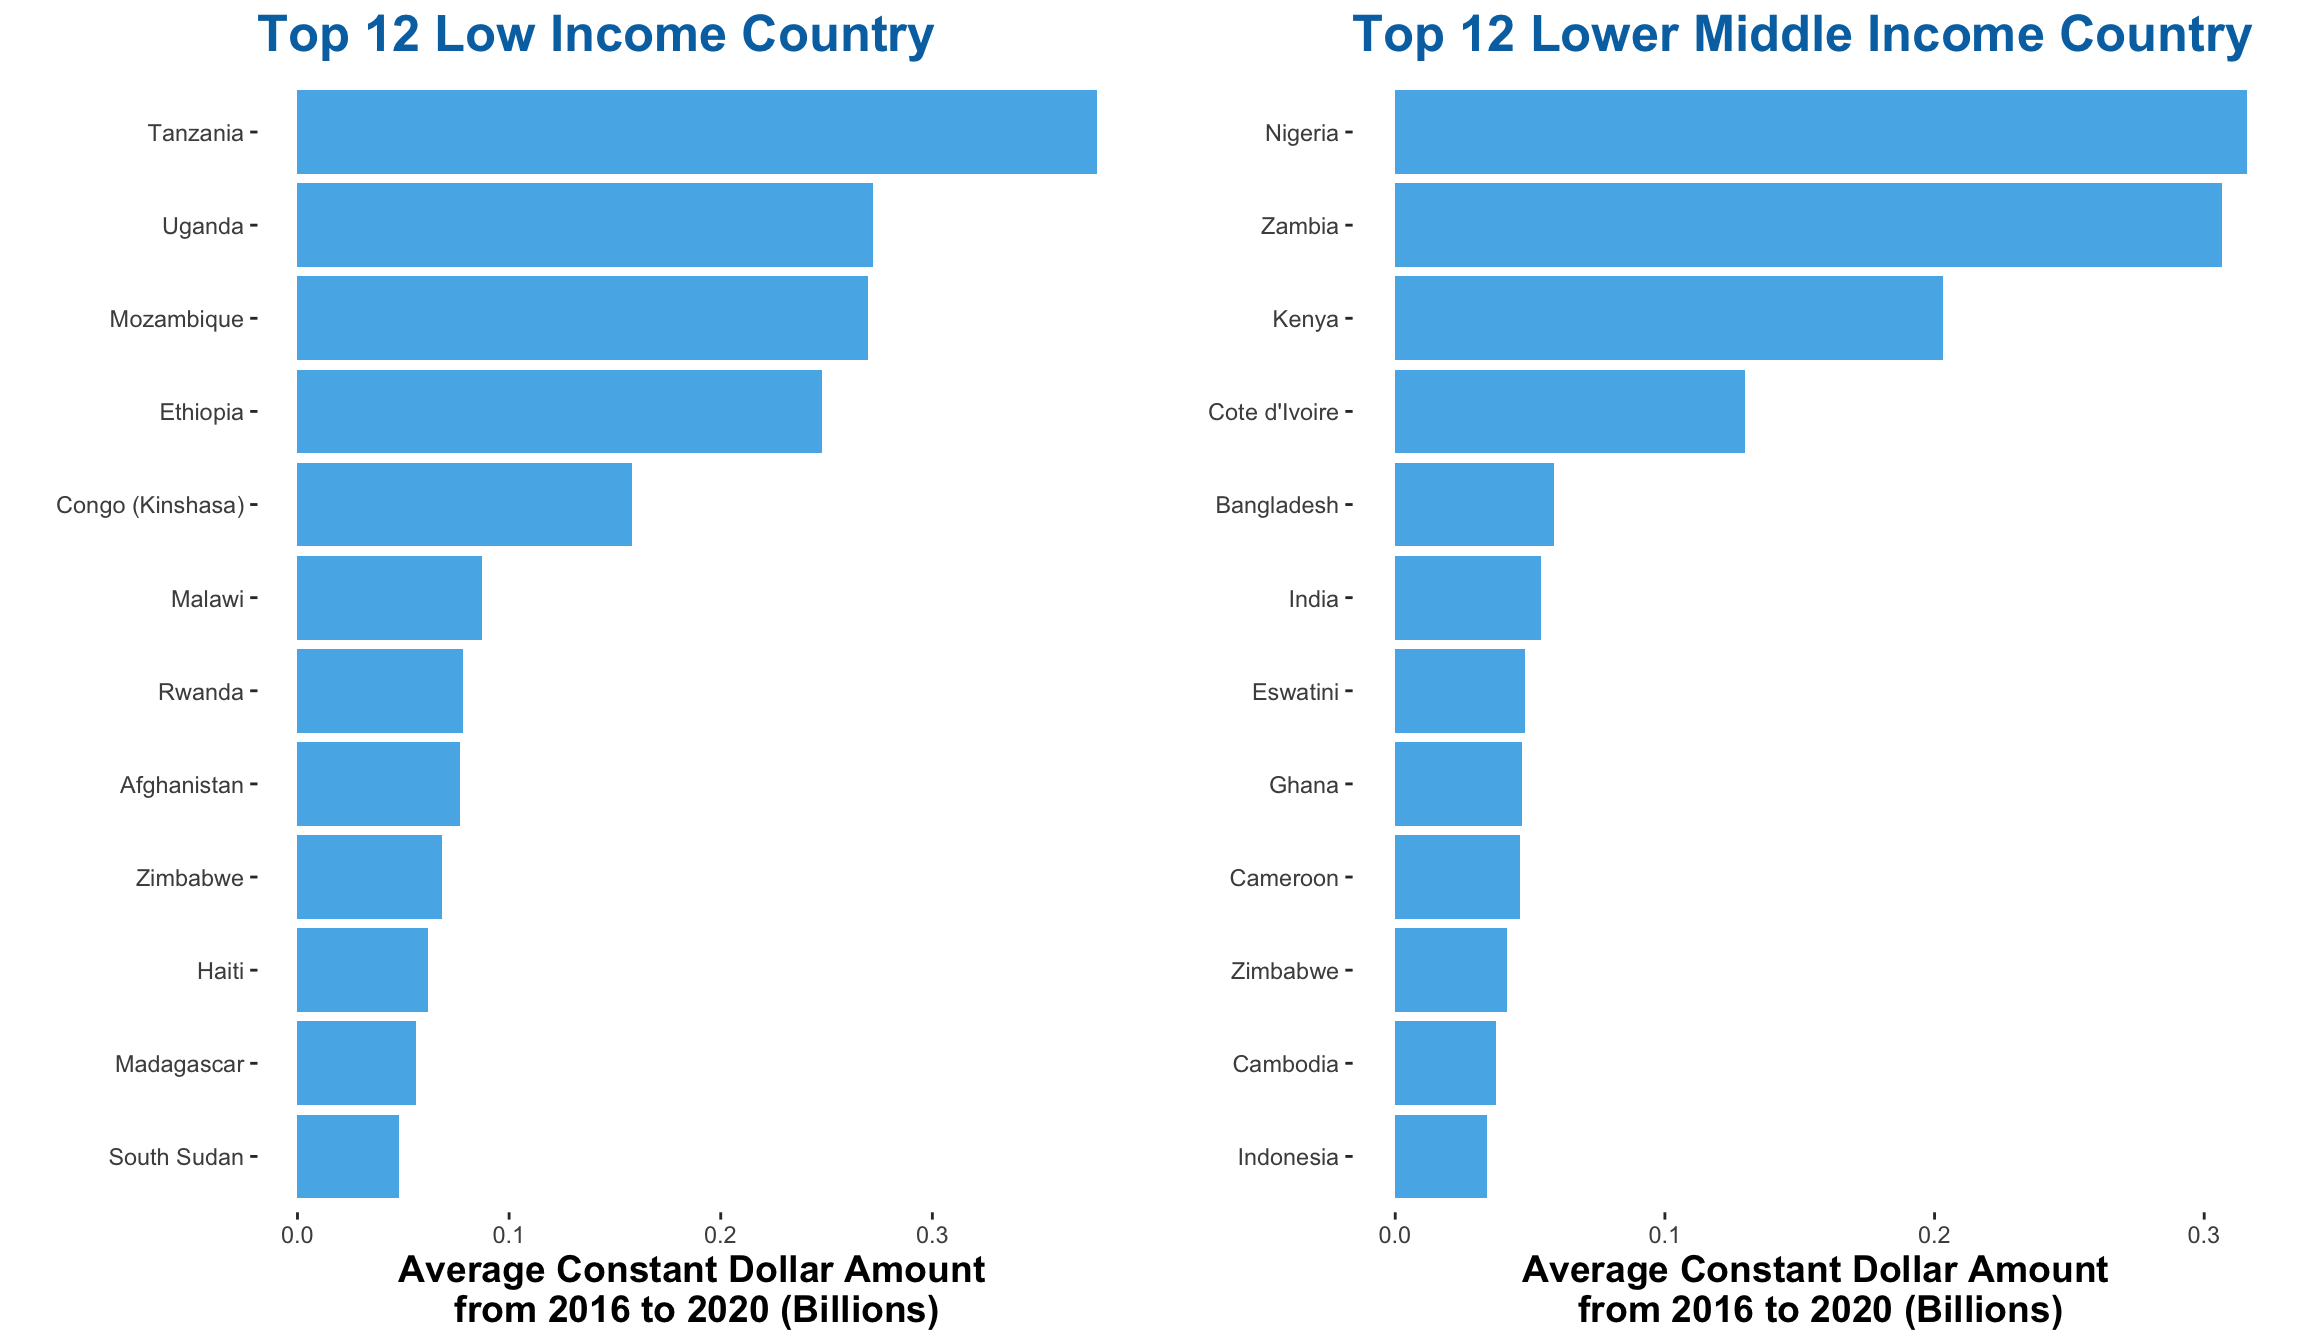 Top 12 Low Income Country
Tanzania
Uganda
Mozambique
Ethiopia
Congo (Kinshasa)
Malawi
Rwanda
Afghanistan
Zimbabwe
Haiti
Madagascar
South Sudan
0.0 0.1 0.2 0.3
Average Constant Dollar Amount
from 2016 to 2020 (Billions)
Top 12 Lower Middle Income Country
Nigeria
Zambia
Kenya
Cote d'Ivoire
Bangladesh
India
Eswatini
Ghana
Cameroon
Zimbabwe
Cambodia
Indonesia
0.0 0.1 0.2 0.3
Average Constant Dollar Amount
from 2016 to 2020 (Billions)